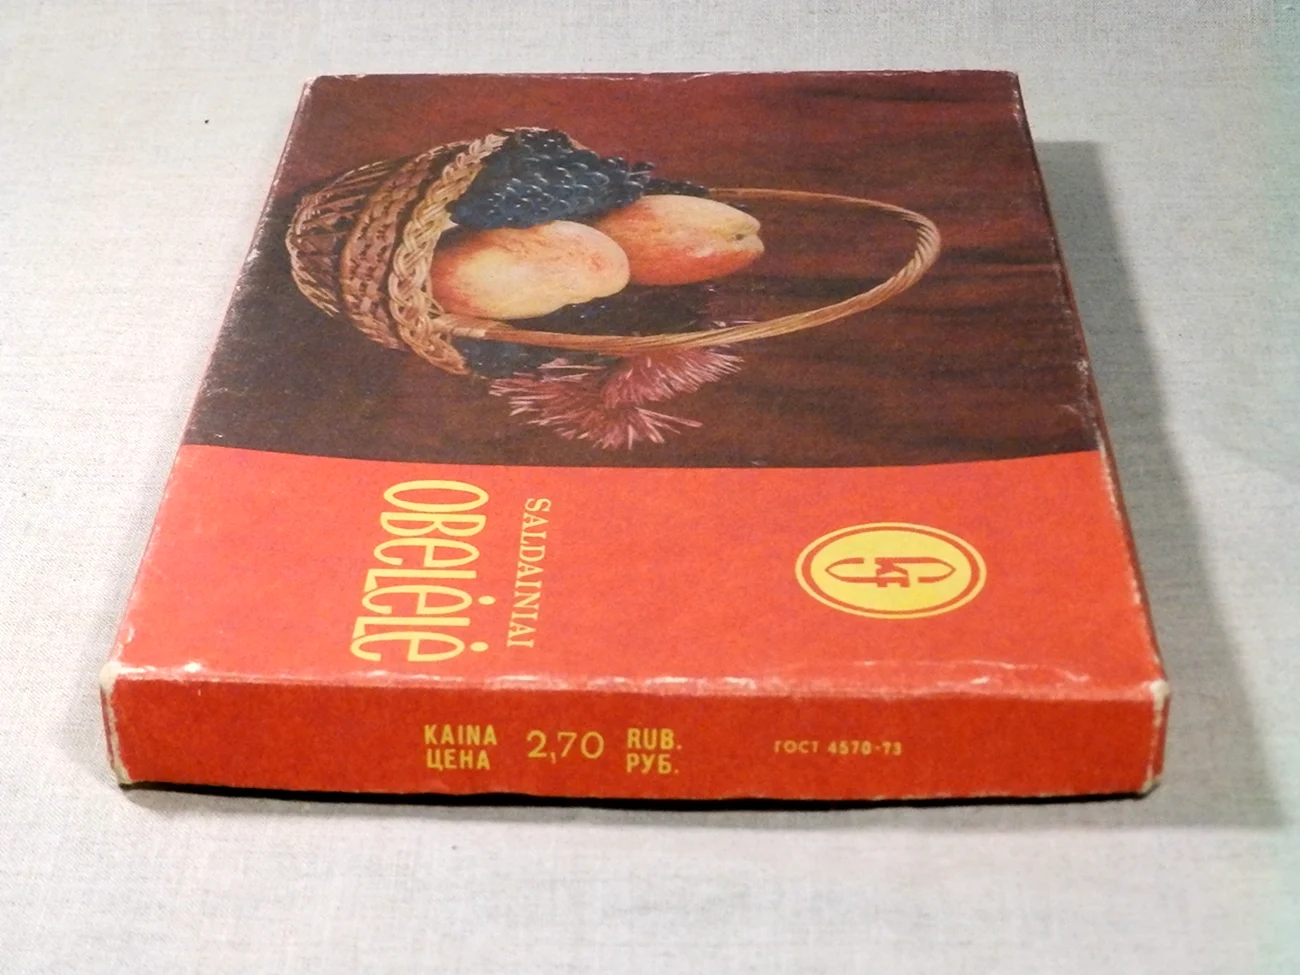 SALDAINIAI
OBELĖLĖ
KAINA 2,70 RUB.
ЦЕНА РУБ.
ГОСТ 4570-73